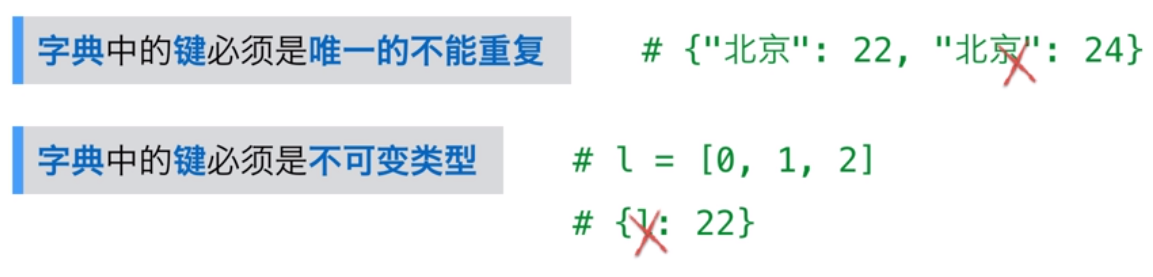 字典中的键必须是唯一的不能重复 # {"北京": 22, "北京": 24}
字典中的键必须是不可变类型 # l = [0, 1, 2]
# {l: 22}